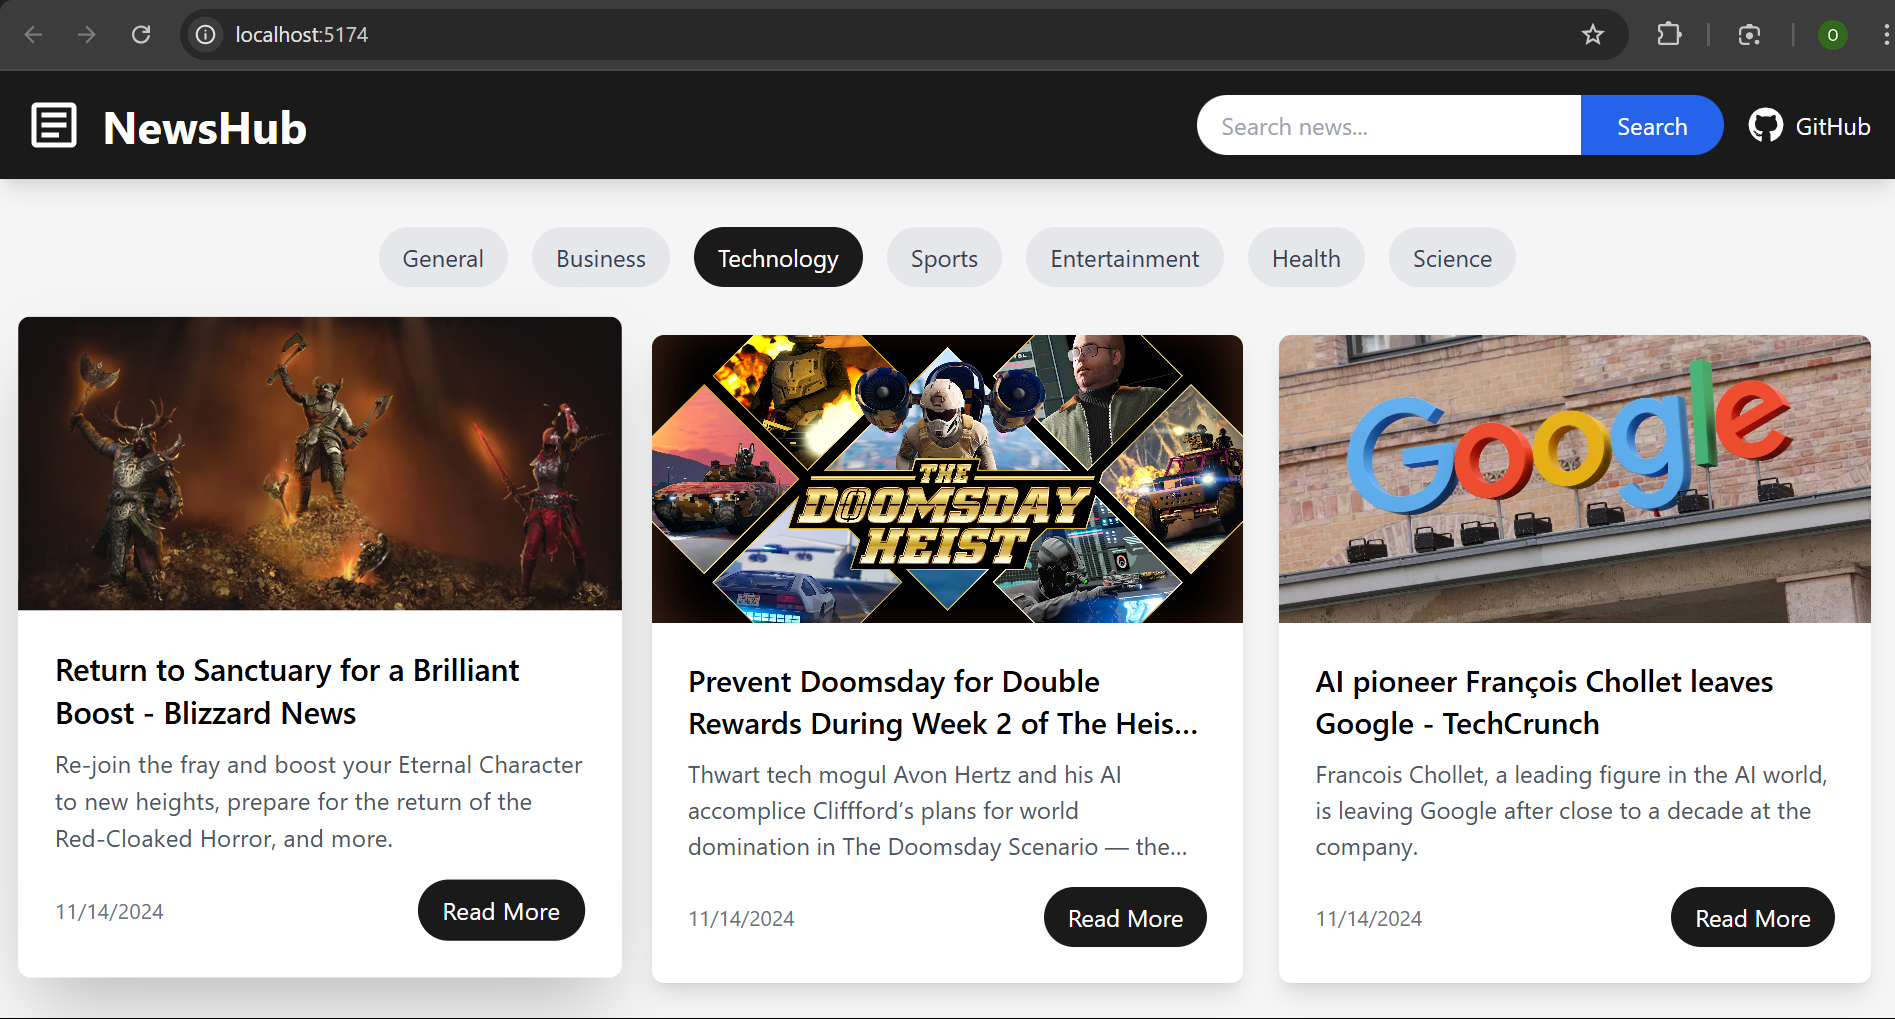 localhost:5174
O
NewsHub
Search news...
Search
GitHub
General
Business
Technology
Sports
Entertainment
Health
Science
THE
DOOMSDAY
HEIST
Google
Return to Sanctuary for a Brilliant
Boost - Blizzard News
Re-join the fray and boost your Eternal Character
to new heights, prepare for the return of the
Red-Cloaked Horror, and more.
11/14/2024
Read More
Prevent Doomsday for Double
Rewards During Week 2 of The Heis...
Thwart tech mogul Avon Hertz and his AI
accomplice Cliffford’s plans for world
domination in The Doomsday Scenario — the...
11/14/2024
Read More
AI pioneer François Chollet leaves
Google - TechCrunch
Francois Chollet, a leading figure in the AI world,
is leaving Google after close to a decade at the
company.
11/14/2024
Read More